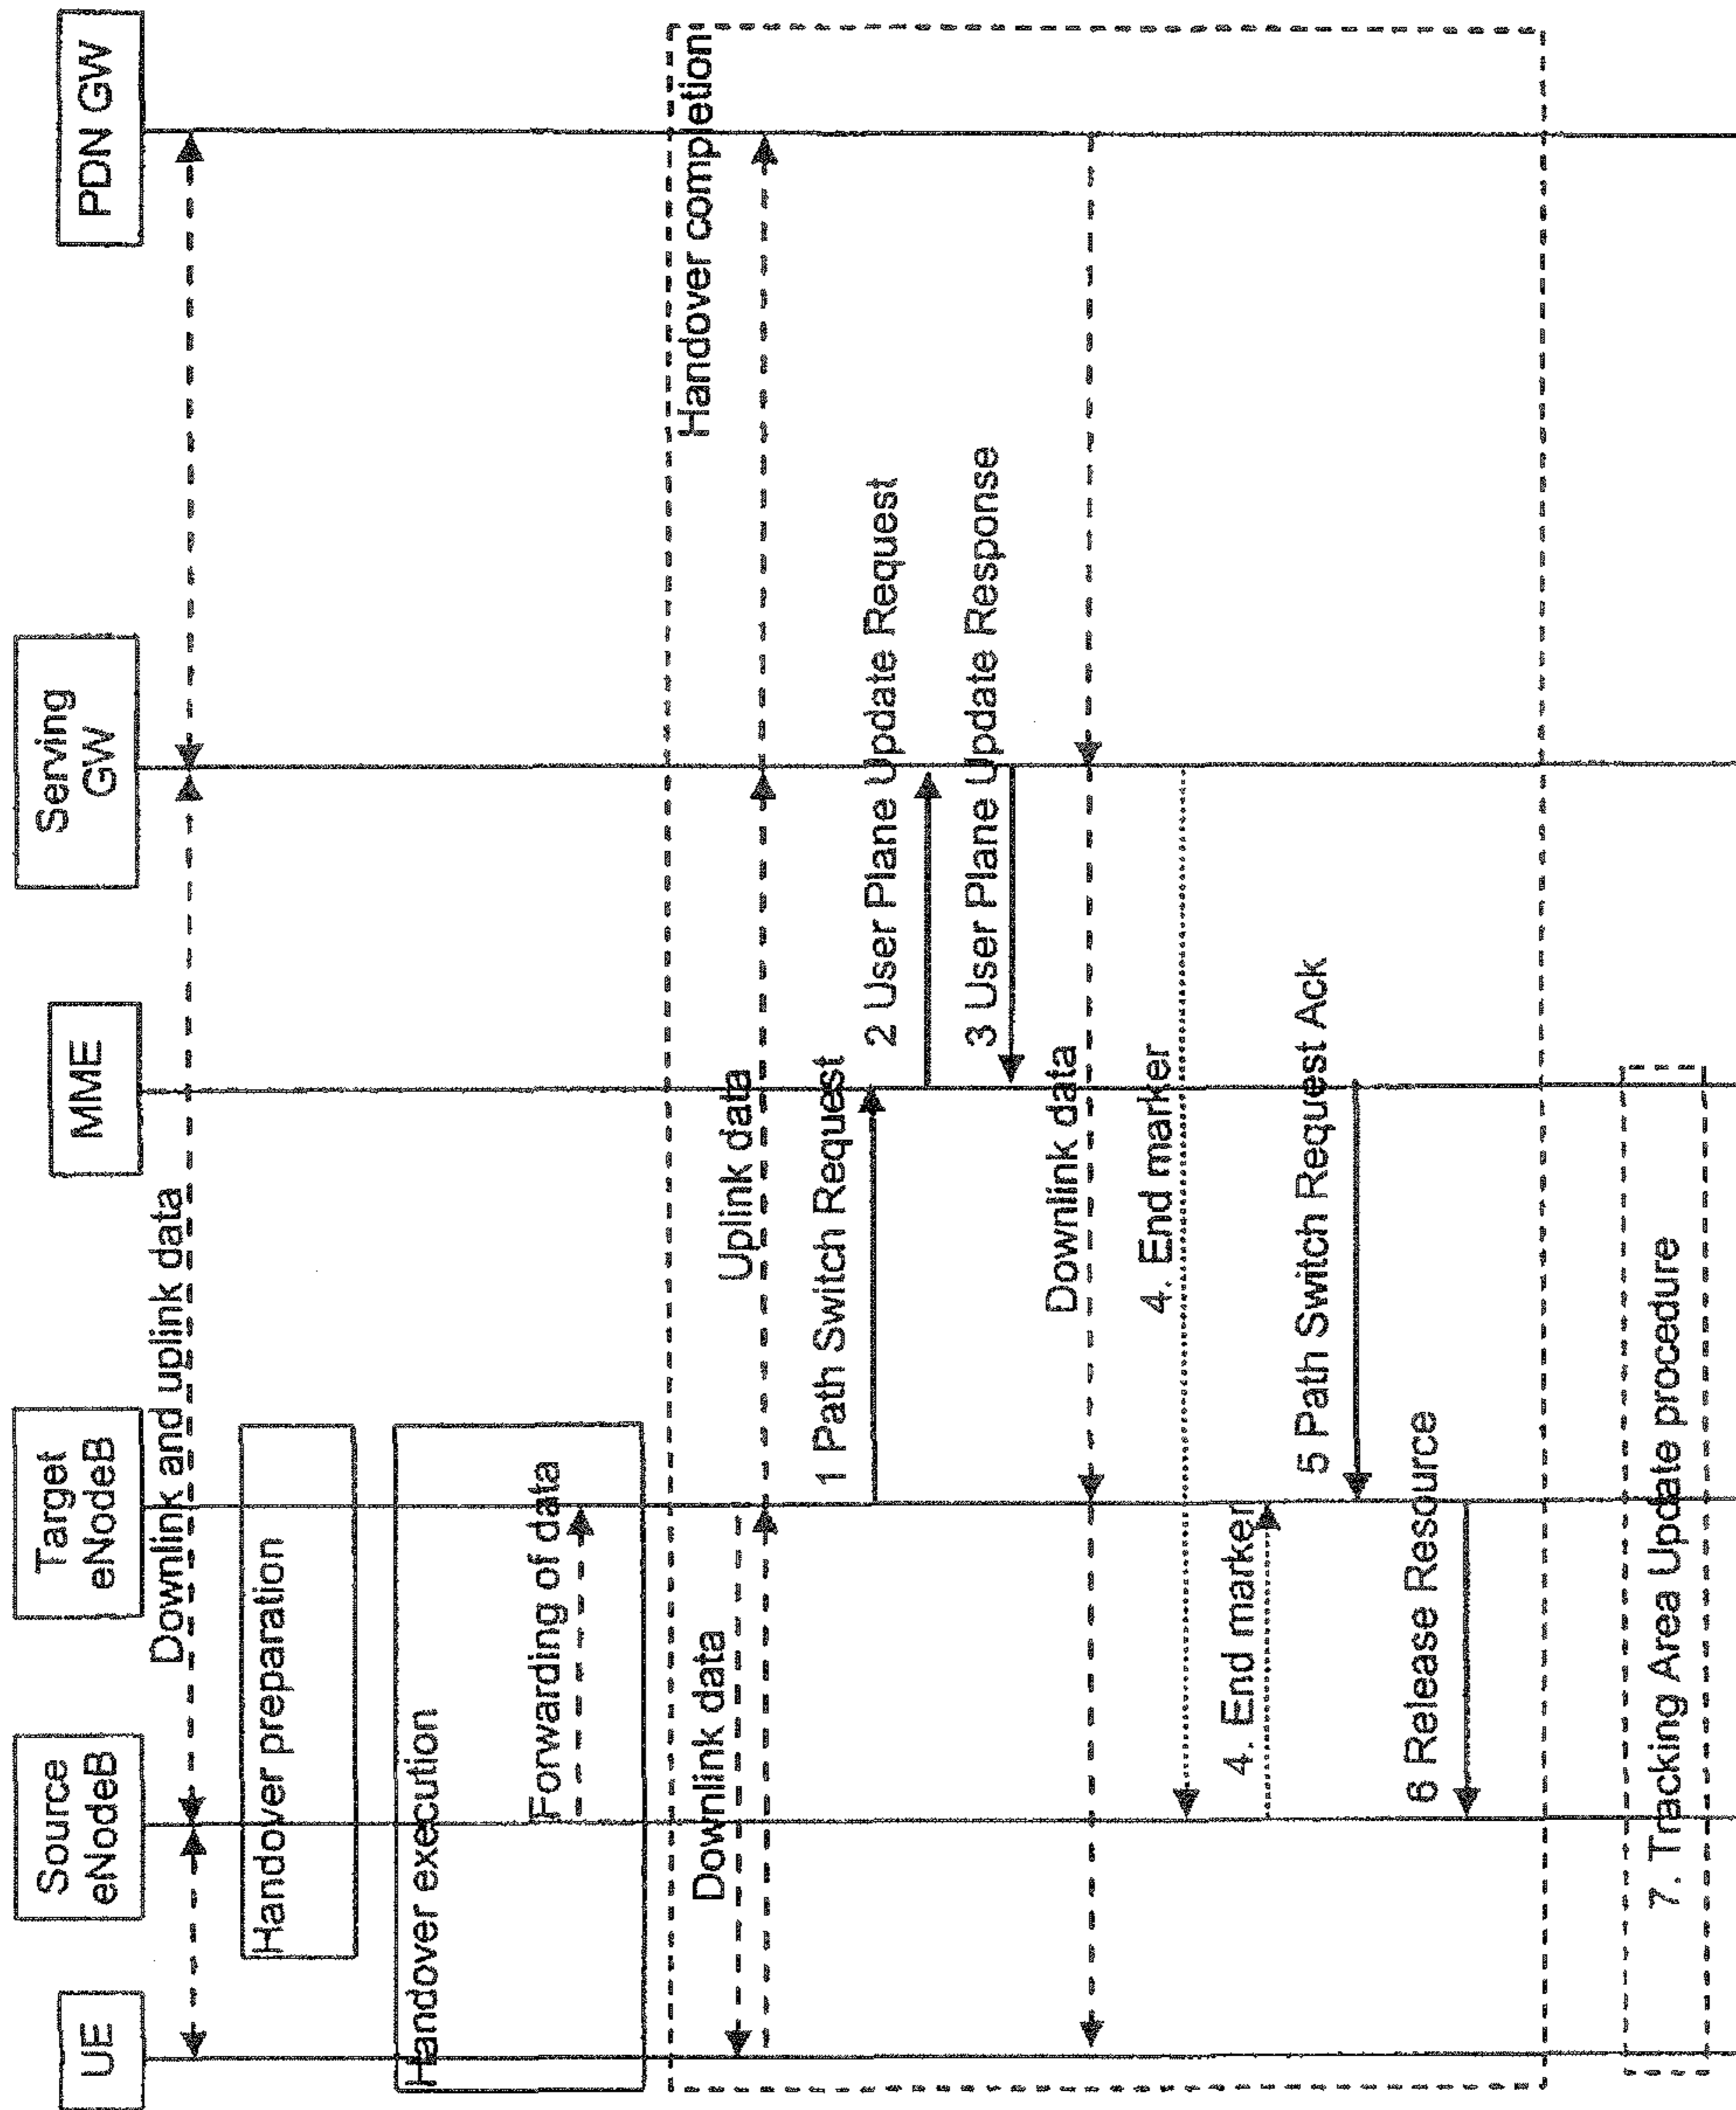 UE
Source
eNodeB
Target
eNodeB
MME
Serving
GW
PDN GW
Downlink and uplink data
Handover preparation
Handover execution
Forwarding of data
Handover completion
Downlink data
Uplink data
1 Path Switch Request
2 User Plane Update Request
3 User Plane Update Response
Downlink data
4. End marker
4. End marker
5 Path Switch Request Ack
6 Release Resource
7. Tracking Area Update procedure